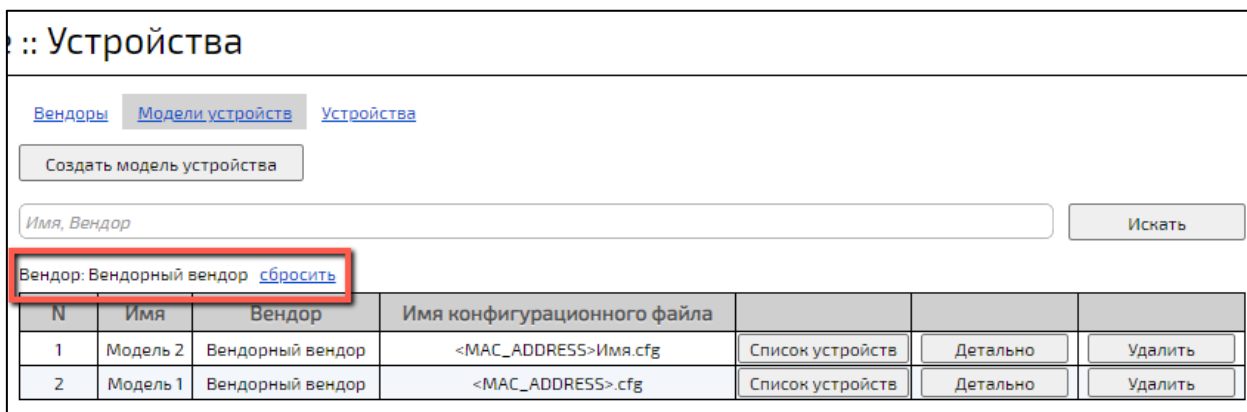 :: Устройства
Вендоры Модели устройств Устройства
Создать модель устройства
Имя, Вендор Искать
Вендор: Вендорный вендор сбросить
N Имя Вендор Имя конфигурационного файла
1 Модель 2 Вендорный вендор <MAC_ADDRESS>Имя.cfg Список устройств Детально Удалить
2 Модель 1 Вендорный вендор <MAC_ADDRESS>.cfg Список устройств Детально Удалить